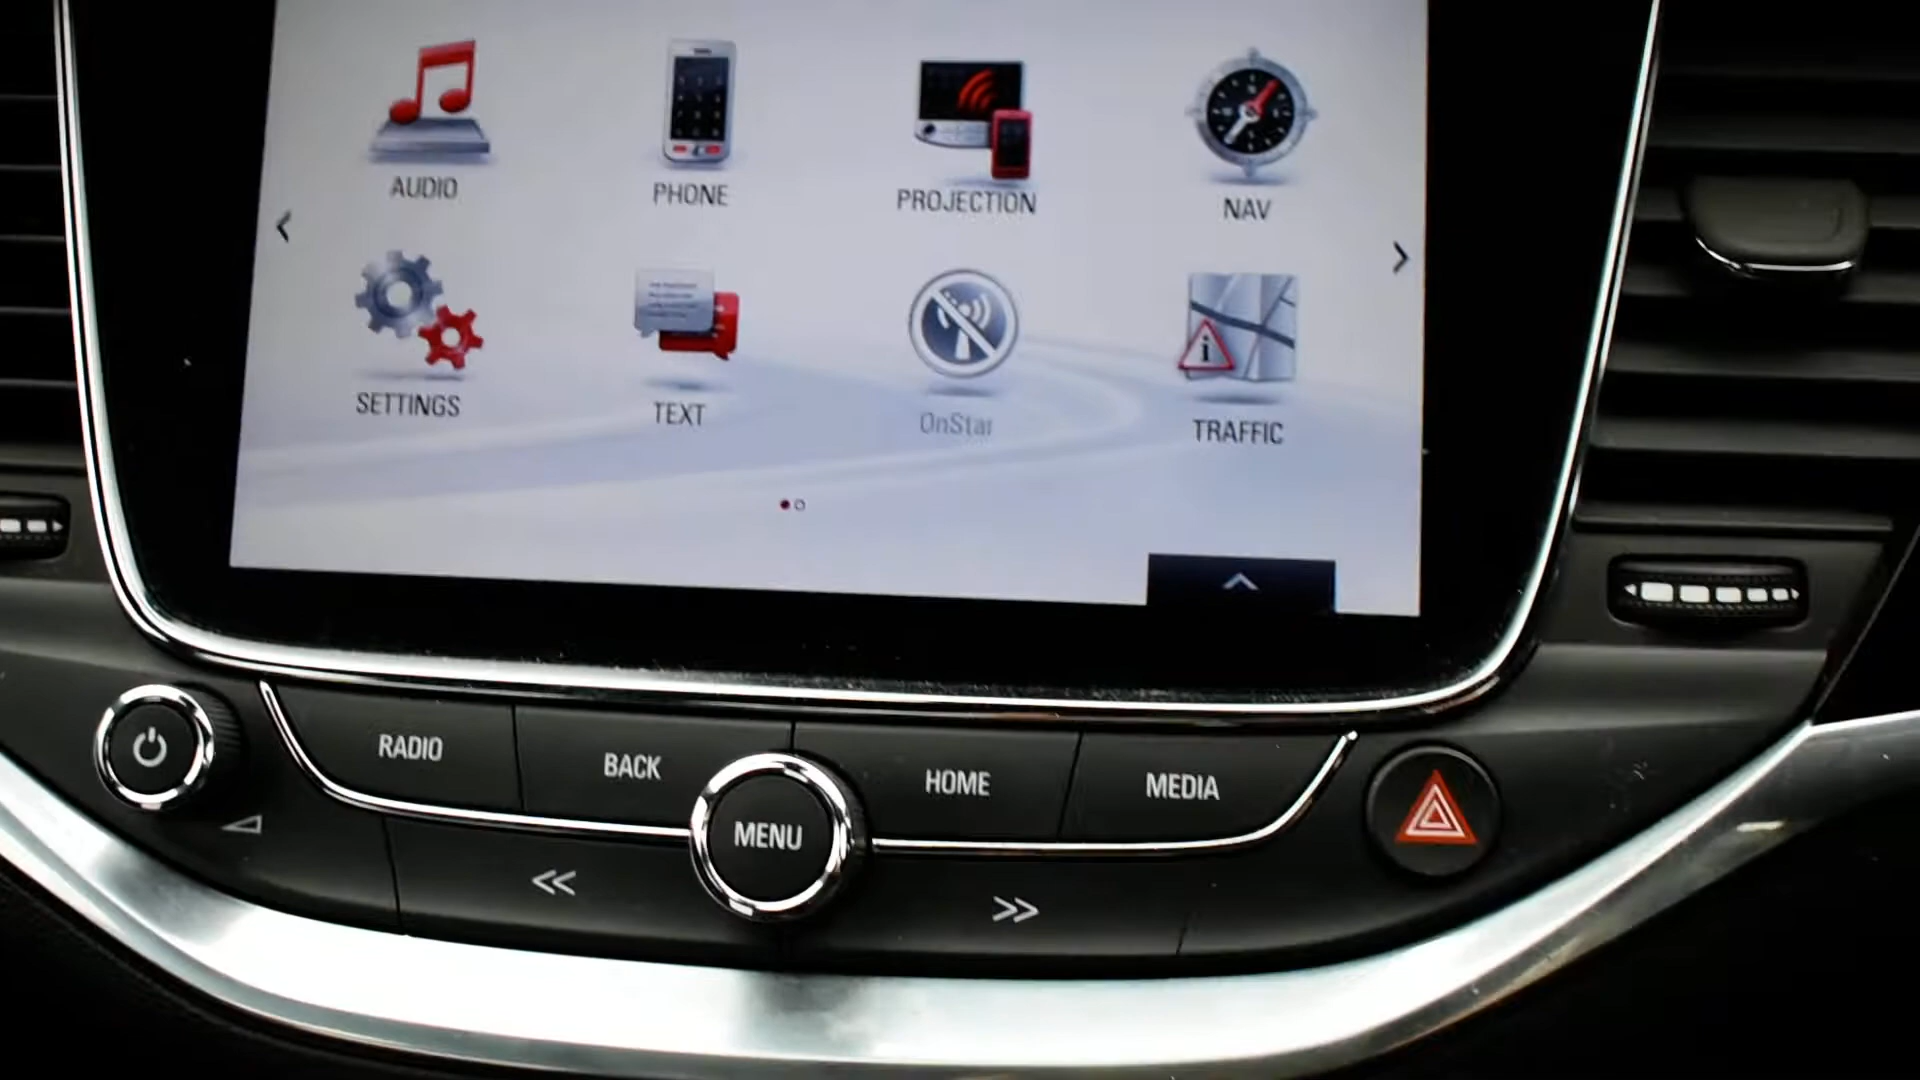 AUDIO
PHONE
PROJECTION
NAV
SETTINGS
TEXT
OnStar
TRAFFIC
RADIO
BACK
MENU
HOME
MEDIA